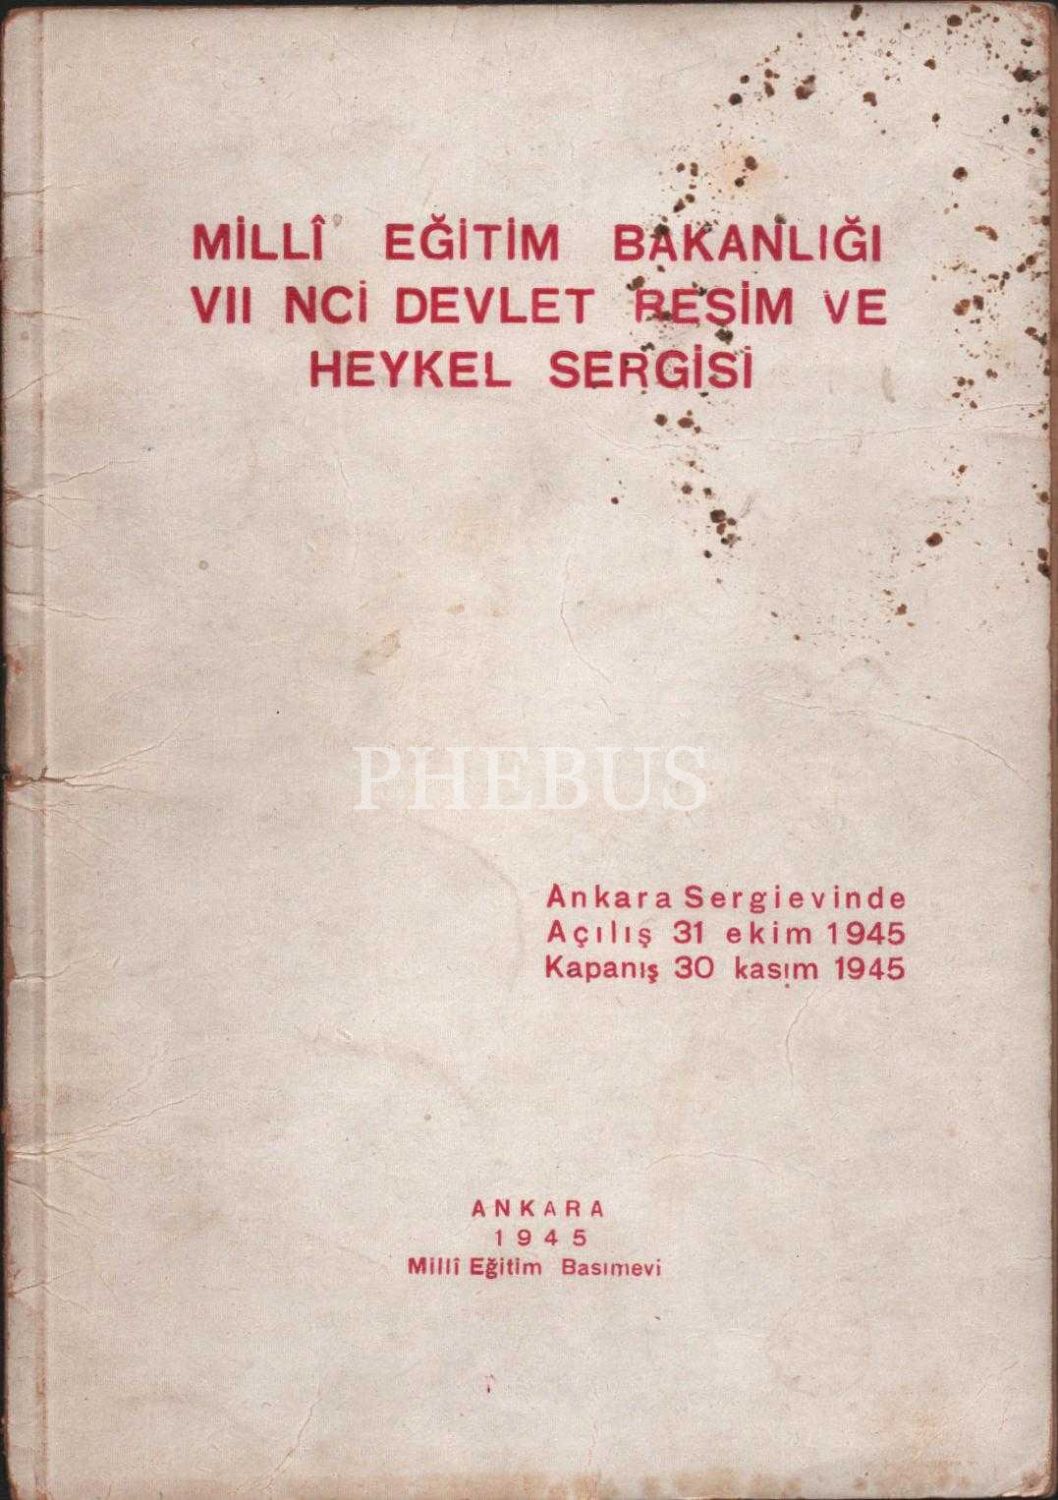 MİLLÎ EĞİTİM BAKANLIĞI
VII NCİ DEVLET RESİM VE
HEYKEL SERGİSİ
PHEBUS
Ankara Sergievinde
Açılış 31 ekim 1945
Kapanış 30 kasım 1945
ANKARA
1945
Millî Eğitim Basımevi